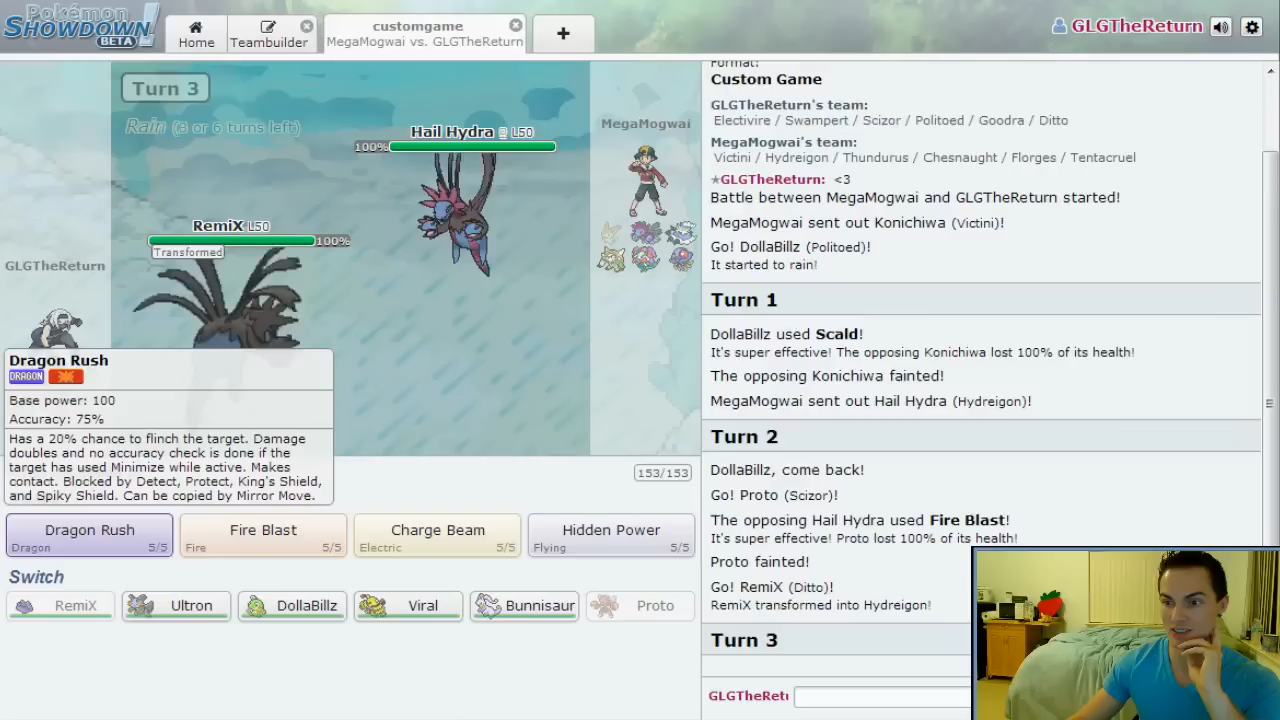 Pokémon
SHOWDOWN!
BETA
Home
Teambuilder
customgame
MegaMogwai vs. GLGTheReturn
+
GLGTheReturn
Turn 3
Rain (3 or 6 turns left)
Hail Hydra L50
100%
RemiX L50
100%
Transformed
GLGTheReturn
MegaMogwai
Dragon Rush
DRAGON
Base power: 100
Accuracy: 75%
Has a 20% chance to flinch the target. Damage
doubles and no accuracy check is done if the
target has used Minimize while active. Makes
contact. Blocked by Detect, Protect, King's Shield,
and Spiky Shield. Can be copied by Mirror Move.
153/153
Dragon Rush
Dragon 5/5
Fire Blast
Fire 5/5
Charge Beam
Electric 5/5
Hidden Power
Flying 5/5
Switch
RemiX
Ultron
DollaBillz
Viral
Bunnisaur
Proto
Format:
Custom Game
GLGTheReturn's team:
Electivire / Swampert / Scizor / Politoed / Goodra / Ditto
MegaMogwai's team:
Victini / Hydreigon / Thundurus / Chesnaught / Florges / Tentacruel
★GLGTheReturn: <3
Battle between MegaMogwai and GLGTheReturn started!
MegaMogwai sent out Konichiwa (Victini)!
Go! DollaBillz (Politoed)!
It started to rain!
Turn 1
DollaBillz used Scald!
It's super effective! The opposing Konichiwa lost 100% of its health!
The opposing Konichiwa fainted!
MegaMogwai sent out Hail Hydra (Hydreigon)!
Turn 2
DollaBillz, come back!
Go! Proto (Scizor)!
The opposing Hail Hydra used Fire Blast!
It's super effective! Proto lost 100% of its health!
Proto fainted!
Go! RemiX (Ditto)!
RemiX transformed into Hydreigon!
Turn 3
GLGTheRet